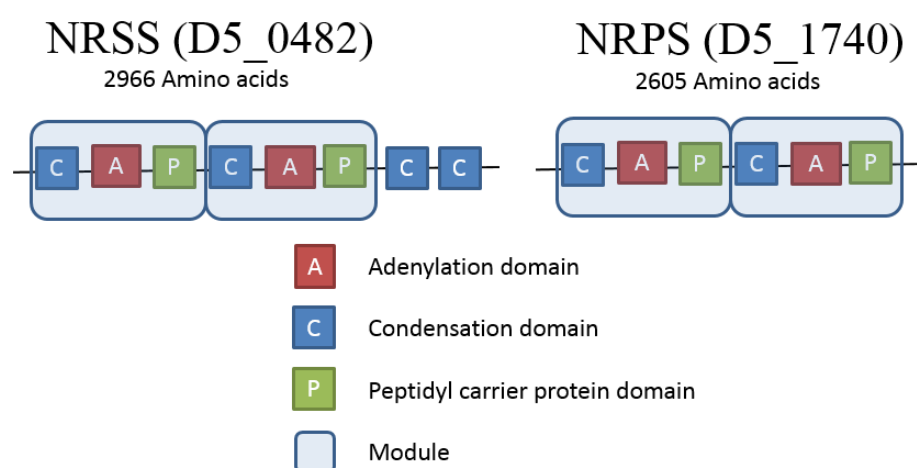 NRSS (D5_0482)
2966 Amino acids
C A P C A P C C
NRPS (D5_1740)
2605 Amino acids
C A P C A P
A Adenylation domain
C Condensation domain
P Peptidyl carrier protein domain
Module